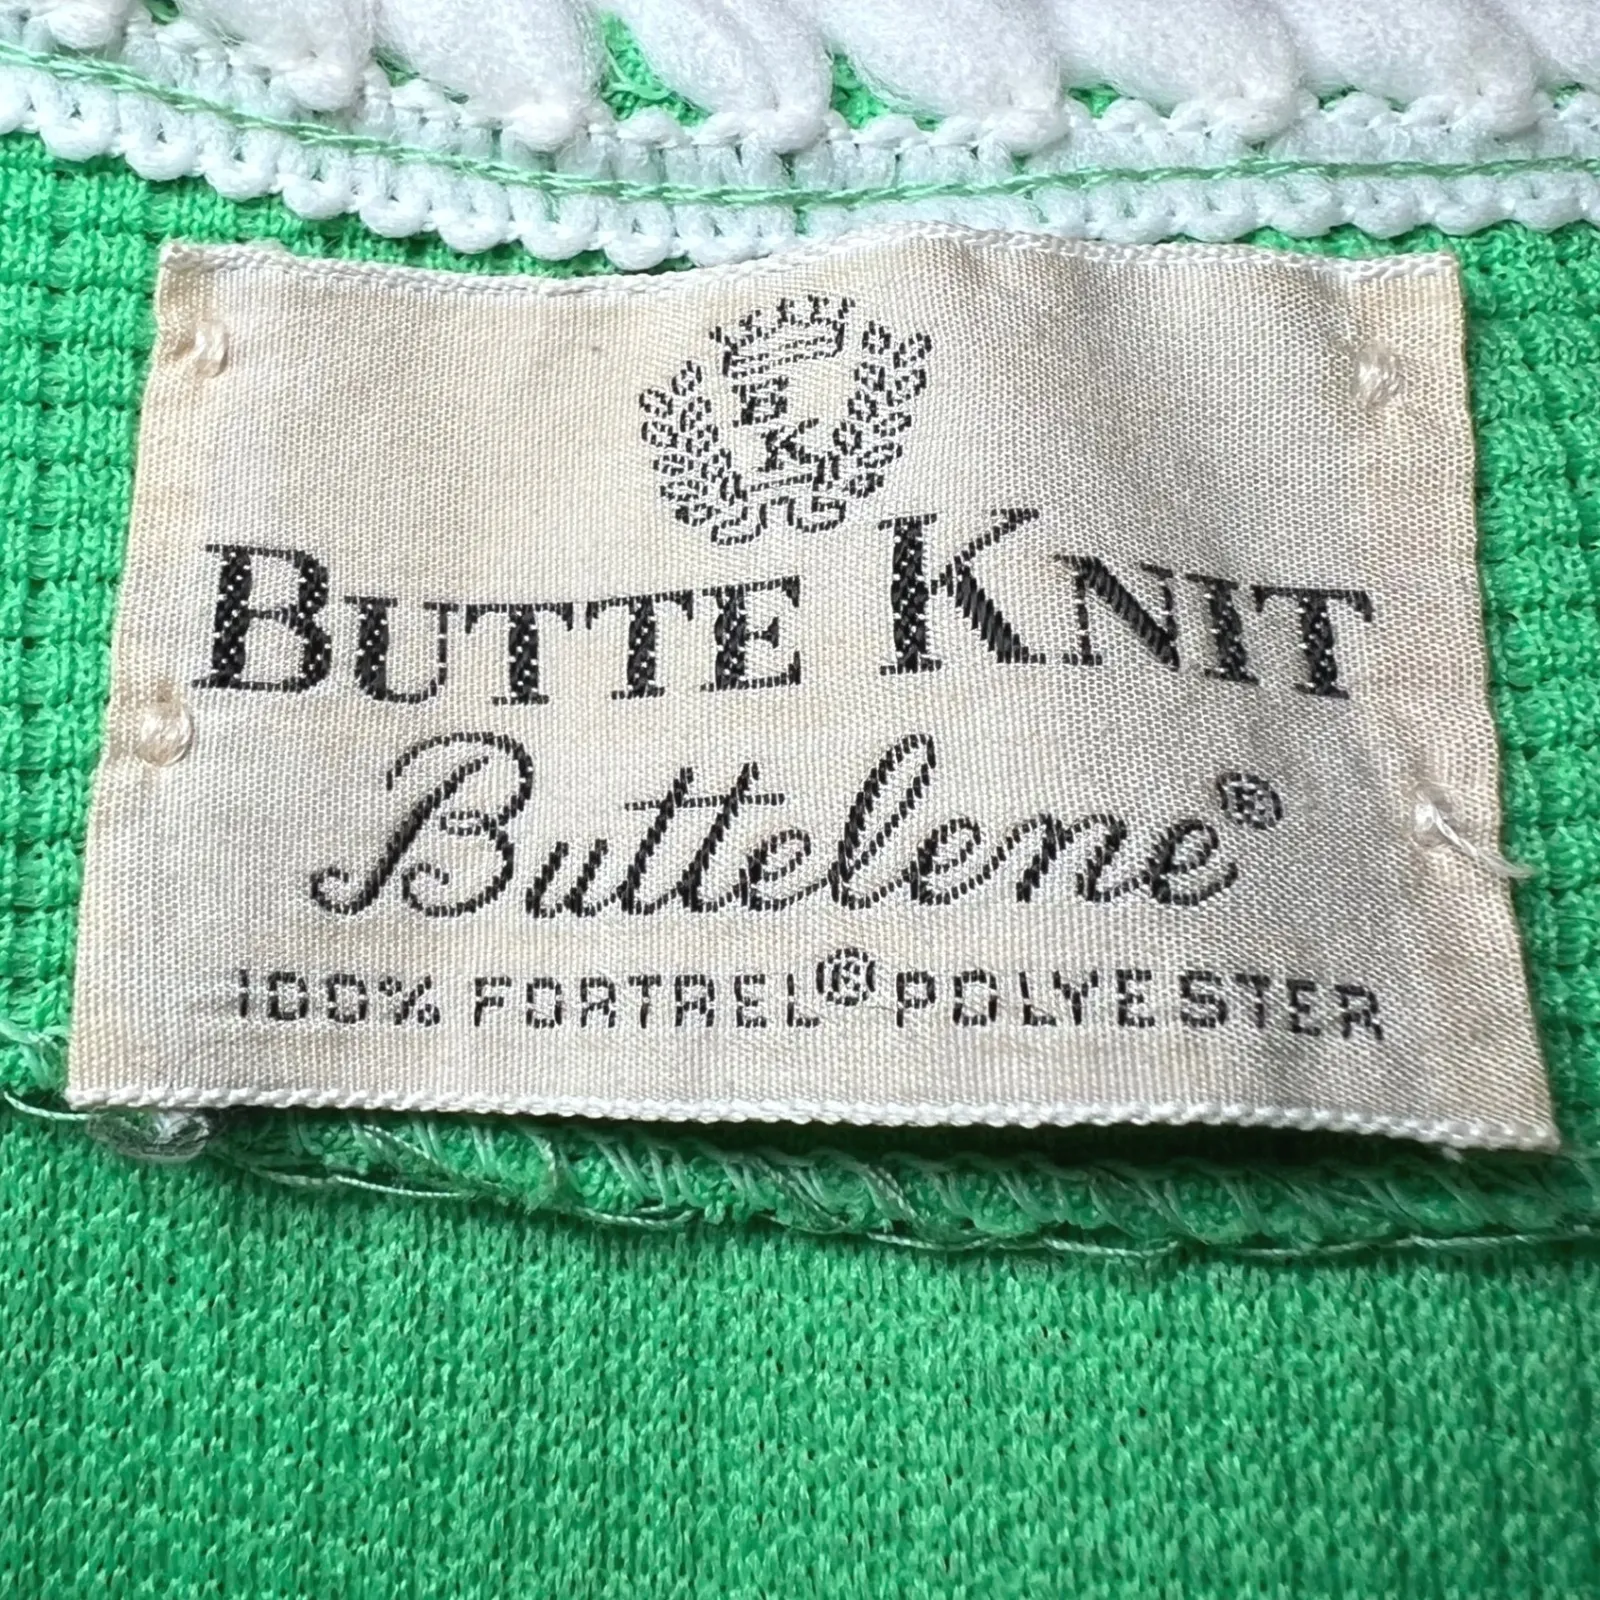 B
K
BUTTE KNIT
Buttelene®
100% FORTREL® POLYESTER